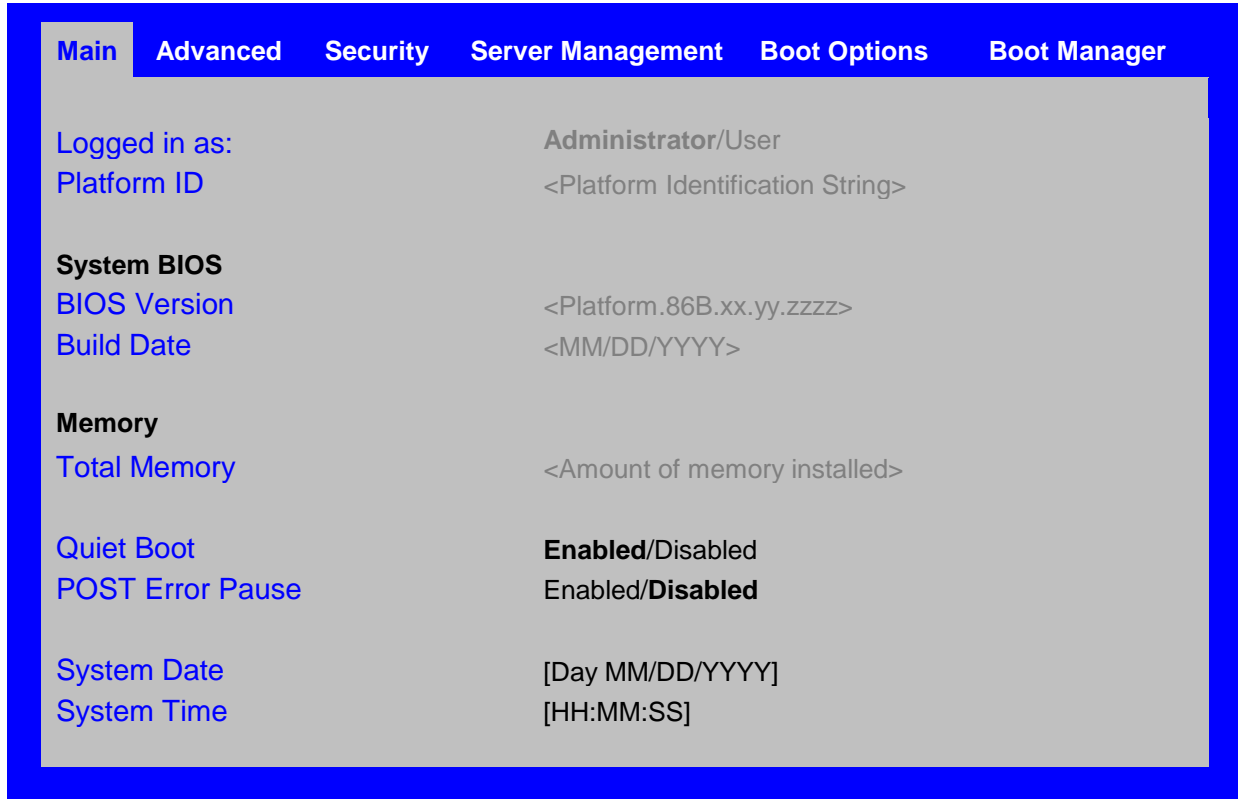 Main Advanced Security Server Management Boot Options Boot Manager
Logged in as: Administrator/User
Platform ID <Platform Identification String>
System BIOS
BIOS Version <Platform.86B.xx.yy.zzzz>
Build Date <MM/DD/YYYY>
Memory
Total Memory <Amount of memory installed>
Quiet Boot Enabled/Disabled
POST Error Pause Enabled/Disabled
System Date [Day MM/DD/YYYY]
System Time [HH:MM:SS]